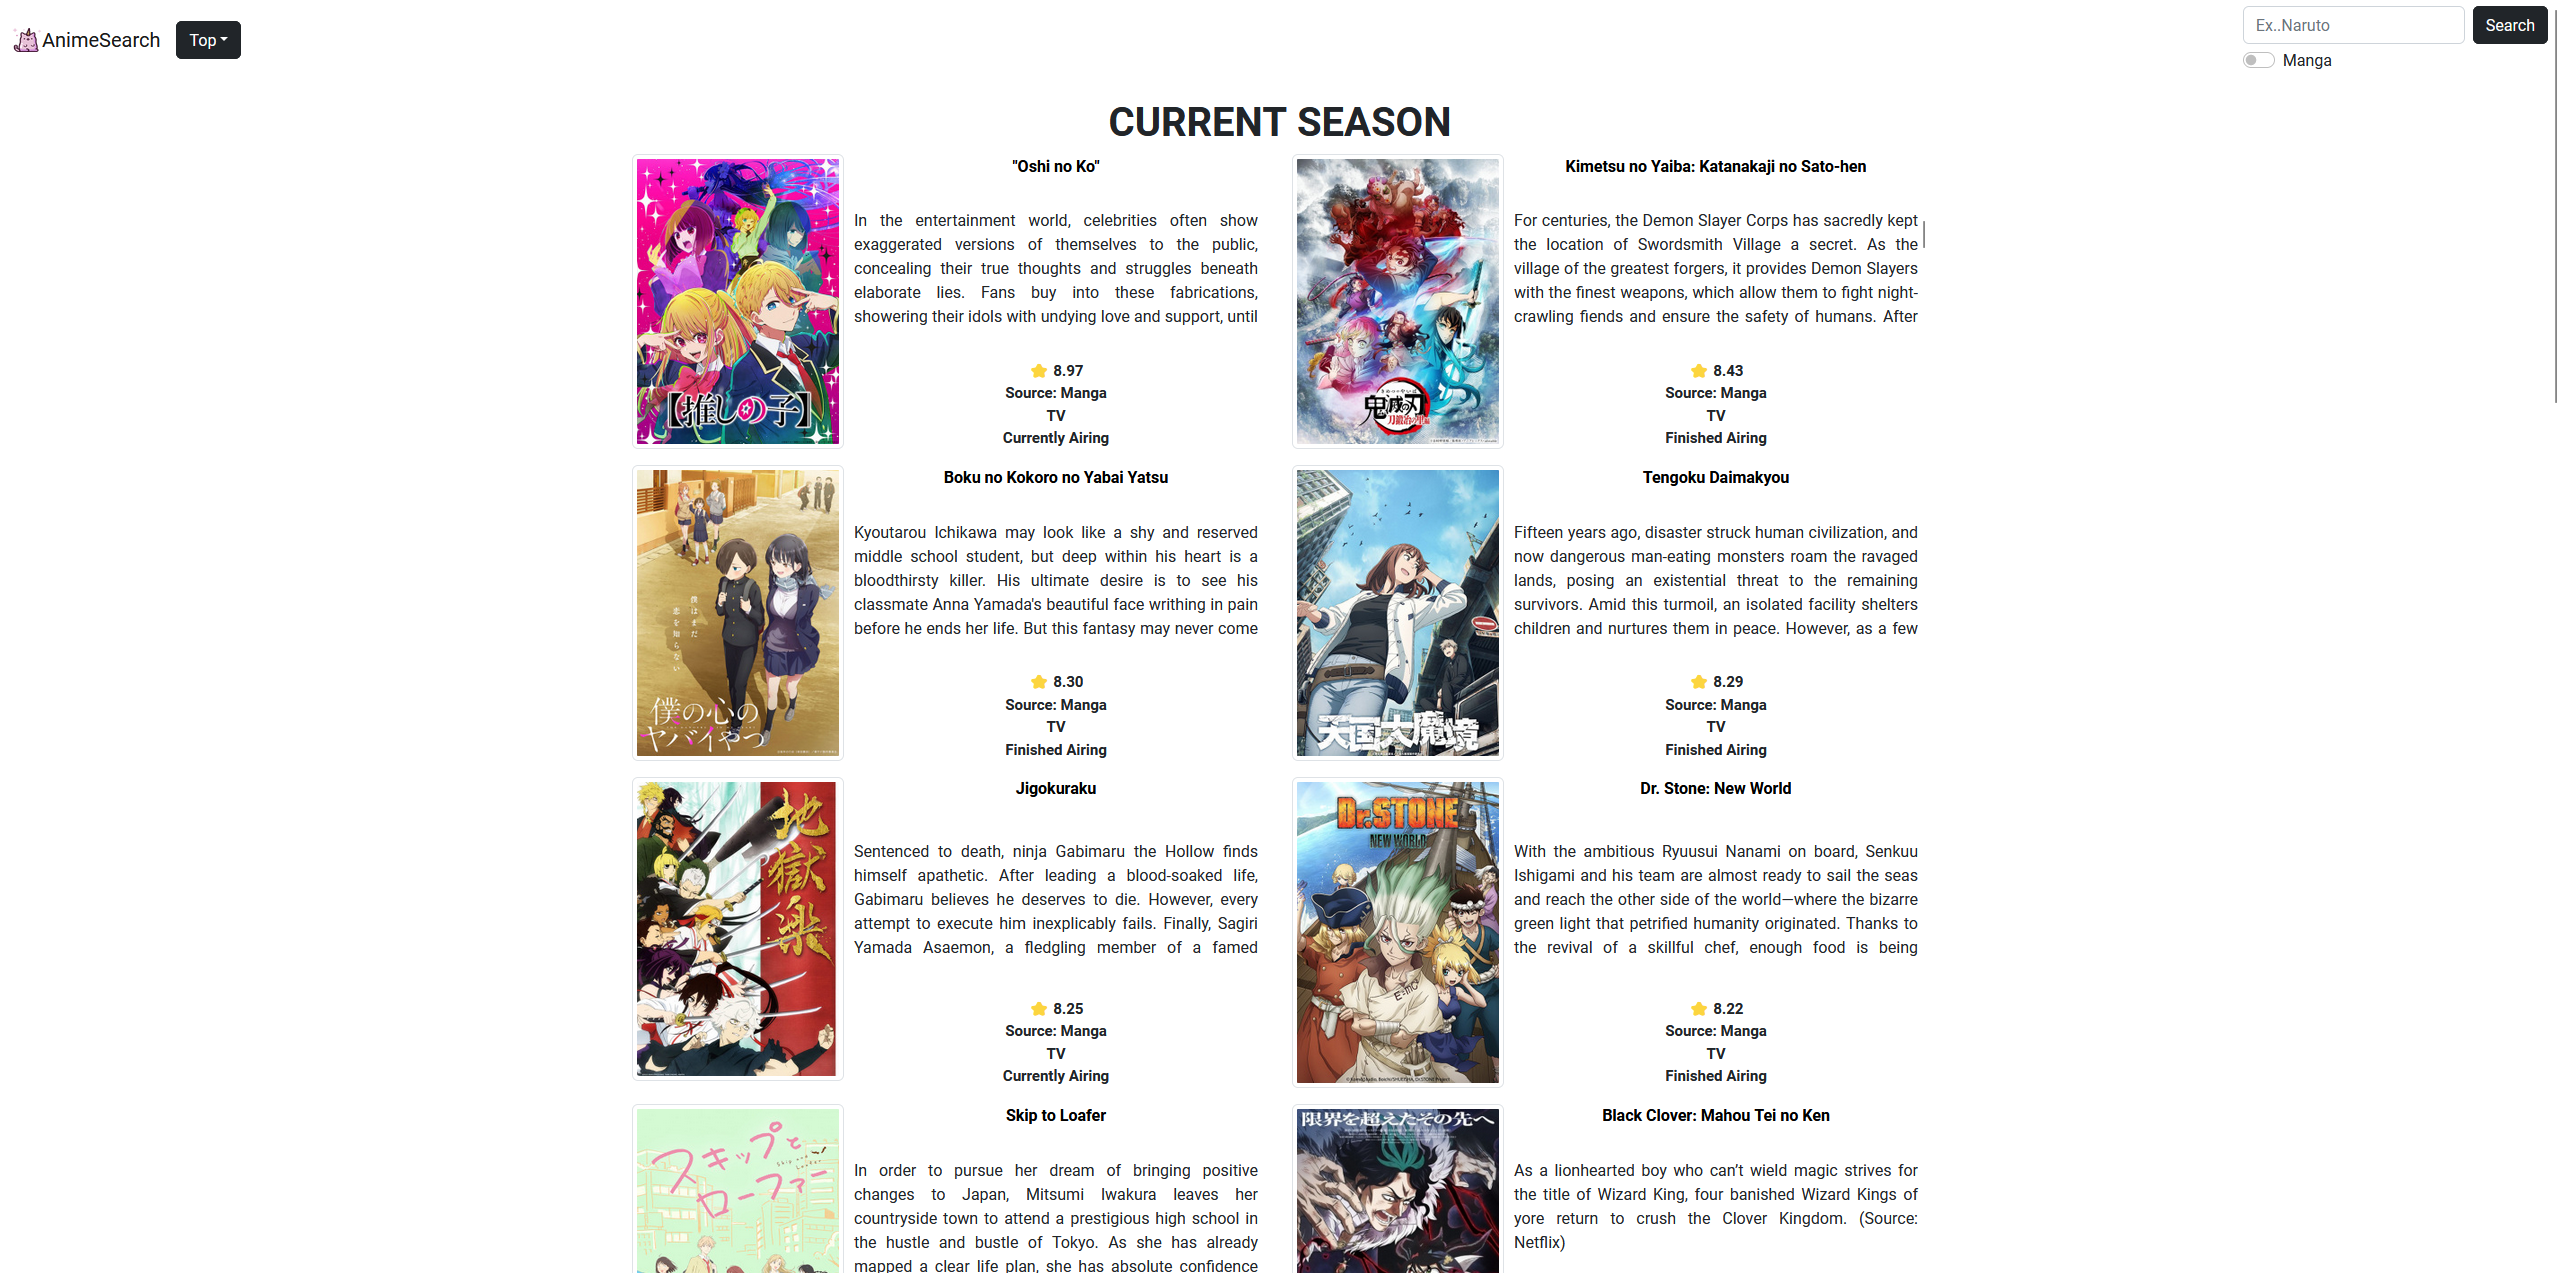 AnimeSearch
Top
Ex..Naruto
Search
Manga
CURRENT SEASON
【推しの子】
"Oshi no Ko"
In the entertainment world, celebrities often show
exaggerated versions of themselves to the public,
concealing their true thoughts and struggles beneath
elaborate lies. Fans buy into these fabrications,
showering their idols with undying love and support, until
8.97
Source: Manga
TV
Currently Airing
鬼滅の刃
刀鍛冶の里編
Kimetsu no Yaiba: Katanakaji no Sato-hen
For centuries, the Demon Slayer Corps has sacredly kept
the location of Swordsmith Village a secret. As the
village of the greatest forgers, it provides Demon Slayers
with the finest weapons, which allow them to fight night-
crawling fiends and ensure the safety of humans. After
8.43
Source: Manga
TV
Finished Airing
僕はまだ
恋を知らない
僕の心の
ヤバイやつ
Boku no Kokoro no Yabai Yatsu
Kyoutarou Ichikawa may look like a shy and reserved
middle school student, but deep within his heart is a
bloodthirsty killer. His ultimate desire is to see his
classmate Anna Yamada's beautiful face writhing in pain
before he ends her life. But this fantasy may never come
8.30
Source: Manga
TV
Finished Airing
天国大魔境
Tengoku Daimakyou
Fifteen years ago, disaster struck human civilization, and
now dangerous man-eating monsters roam the ravaged
lands, posing an existential threat to the remaining
survivors. Amid this turmoil, an isolated facility shelters
children and nurtures them in peace. However, as a few
8.29
Source: Manga
TV
Finished Airing
地獄楽
Jigokuraku
Sentenced to death, ninja Gabimaru the Hollow finds
himself apathetic. After leading a blood-soaked life,
Gabimaru believes he deserves to die. However, every
attempt to execute him inexplicably fails. Finally, Sagiri
Yamada Asaemon, a fledgling member of a famed
8.25
Source: Manga
TV
Currently Airing
Dr.STONE
NEW WORLD
E=mc²
Dr. Stone: New World
With the ambitious Ryuusui Nanami on board, Senkuu
Ishigami and his team are almost ready to sail the seas
and reach the other side of the world—where the bizarre
green light that petrified humanity originated. Thanks to
the revival of a skillful chef, enough food is being
8.22
Source: Manga
TV
Finished Airing
スキップと
ローファー
Skip and Loafer
Skip to Loafer
In order to pursue her dream of bringing positive
changes to Japan, Mitsumi Iwakura leaves her
countryside town to attend a prestigious high school in
the hustle and bustle of Tokyo. As she has already
mapped a clear life plan, she has absolute confidence
限界を超えたその先へ
Black Clover: Mahou Tei no Ken
As a lionhearted boy who can't wield magic strives for
the title of Wizard King, four banished Wizard Kings of
yore return to crush the Clover Kingdom. (Source:
Netflix)